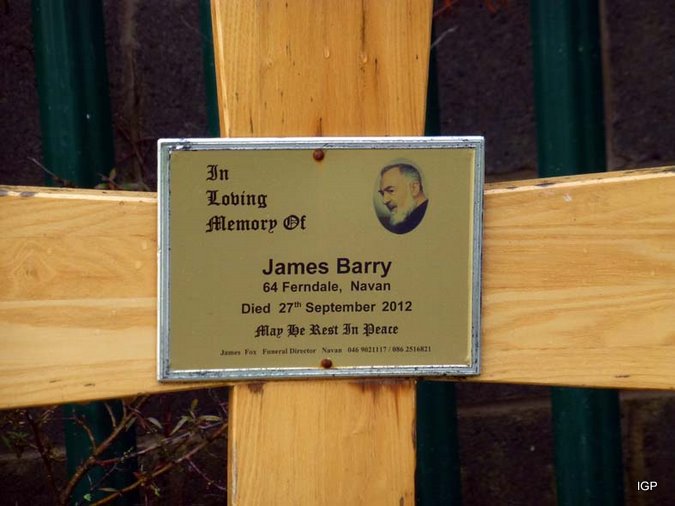 In
Loving
Memory Of
James Barry
64 Ferndale, Navan
Died 27th September 2012
May He Rest In Peace
James Fox Funeral Director Navan 046 9021117 / 086 2516821
IGP